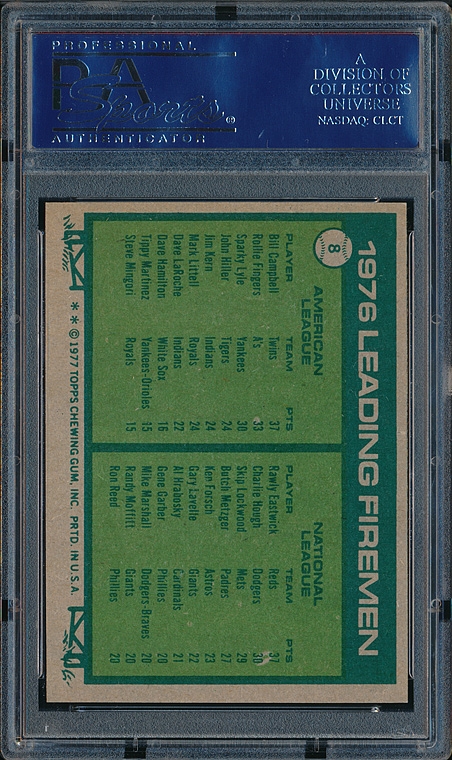 PROFESSIONAL
PSA
Sports®
AUTHENTICATOR
A
DIVISION OF
COLLECTORS
UNIVERSE
NASDAQ: CLCT
1976 LEADING FIREMEN
8
AMERICAN
LEAGUE
PLAYER TEAM PTS
Bill Campbell Twins 37
Rollie Fingers A's 33
Sparky Lyle Yankees 30
John Hiller Tigers 24
Jim Kern Indians 24
Mark Littell Royals 24
Dave LaRoche Indians 22
Dave Hamilton White Sox 16
Tippy Martinez Yankees-Orioles 15
Steve Mingori Royals 15
NATIONAL
LEAGUE
PLAYER TEAM PTS
Rawly Eastwick Reds 37
Charlie Hough Dodgers 30
Skip Lockwood Mets 29
Butch Metzger Padres 27
Ken Forsch Astros 23
Gary Lavelle Giants 22
Al Hrabosky Cardinals 21
Gene Garber Phillies 20
Mike Marshall Dodgers-Braves 20
Randy Moffitt Giants 20
Ron Reed Phillies 20
* * © 1977 TOPPS CHEWING GUM, INC. PRTD. IN U.S.A.